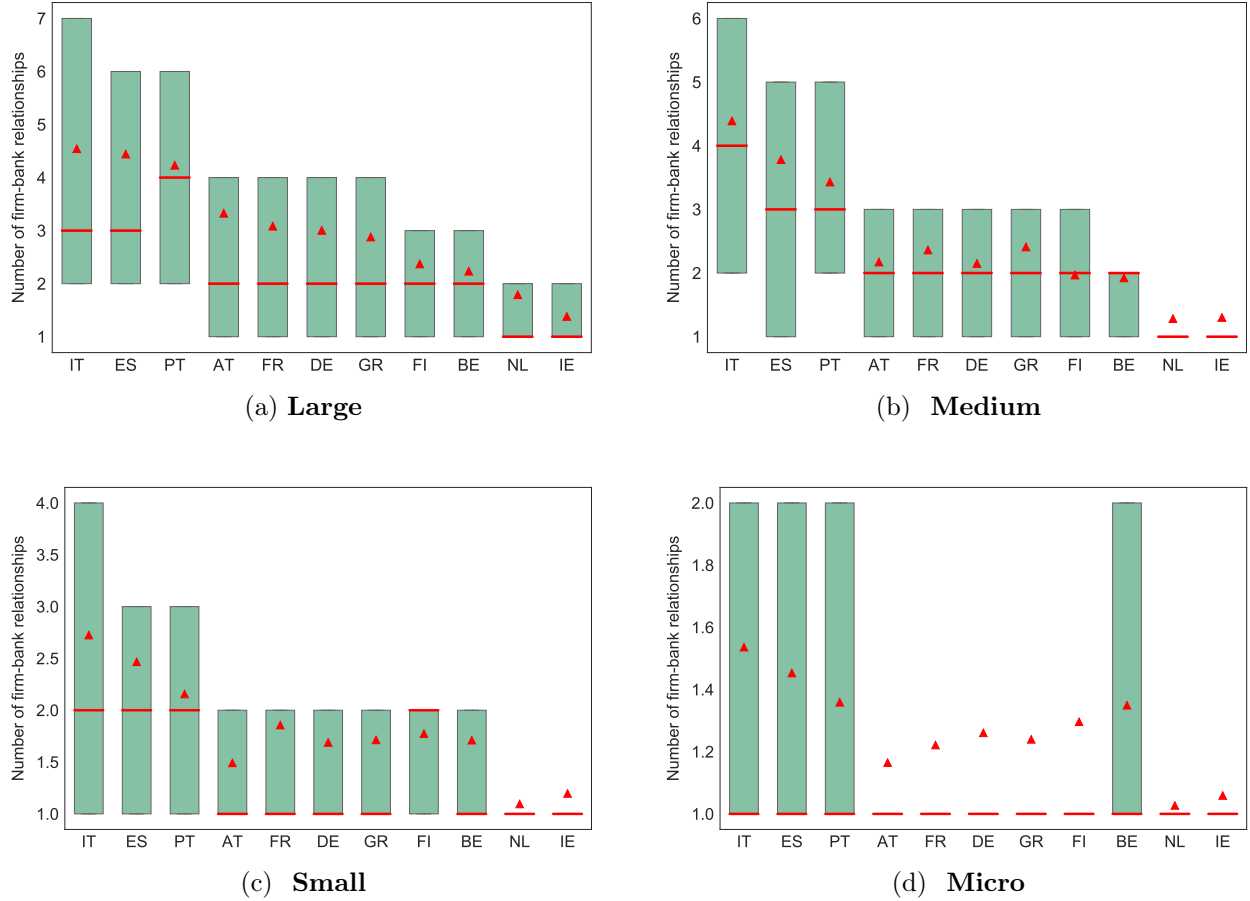 Number of firm-bank relationships
7
6
5
4
3
2
1
IT ES PT AT FR DE GR FI BE NL IE
(a) Large
Number of firm-bank relationships
6
5
4
3
2
1
IT ES PT AT FR DE GR FI BE NL IE
(b) Medium
Number of firm-bank relationships
4.0
3.5
3.0
2.5
2.0
1.5
1.0
IT ES PT AT FR DE GR FI BE NL IE
(c) Small
Number of firm-bank relationships
2.0
1.8
1.6
1.4
1.2
1.0
IT ES PT AT FR DE GR FI BE NL IE
(d) Micro